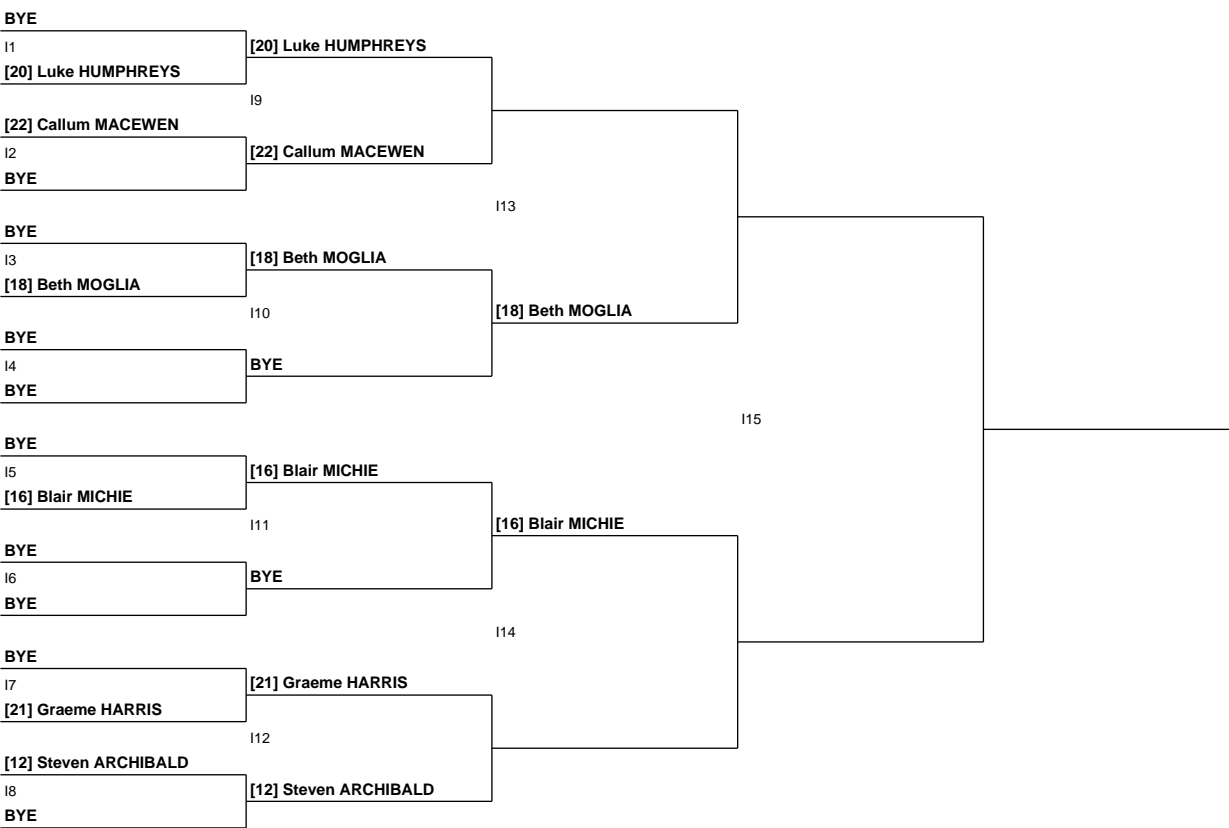 BYE
I1
[20] Luke HUMPHREYS
[20] Luke HUMPHREYS
I9
[22] Callum MACEWEN
I2
BYE
[22] Callum MACEWEN
I13
BYE
I3
[18] Beth MOGLIA
[18] Beth MOGLIA
I10
[18] Beth MOGLIA
BYE
I4
BYE
BYE
I15
BYE
I5
[16] Blair MICHIE
[16] Blair MICHIE
I11
[16] Blair MICHIE
BYE
I6
BYE
BYE
I14
BYE
I7
[21] Graeme HARRIS
[21] Graeme HARRIS
I12
[12] Steven ARCHIBALD
I8
BYE
[12] Steven ARCHIBALD